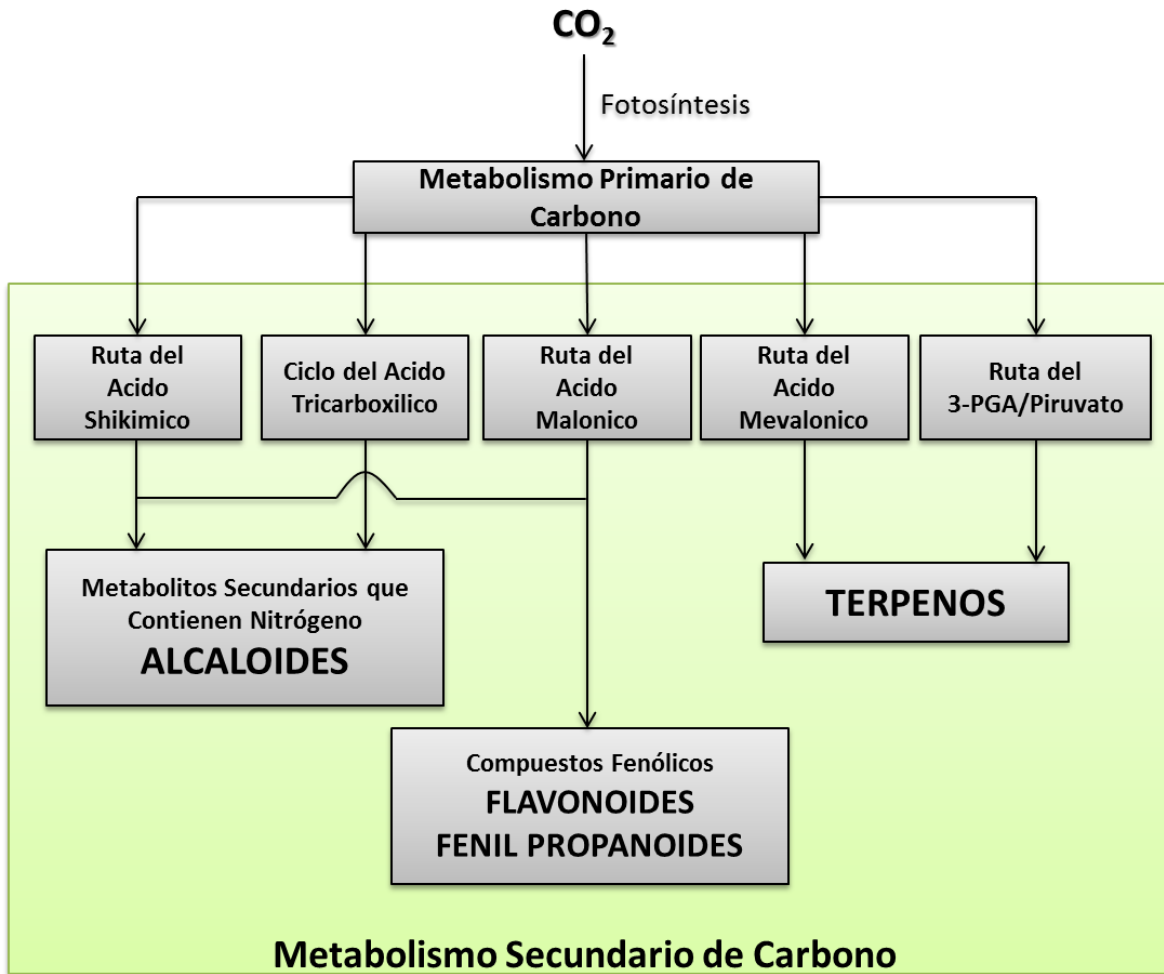 CO₂
Fotosíntesis
Metabolismo Primario de
Carbono
Ruta del
Acido
Shikimico
Ciclo del Acido
Tricarboxilico
Ruta del
Acido
Malonico
Ruta del
Acido
Mevalonico
Ruta del
3-PGA/Piruvato
Metabolitos Secundarios que
Contienen Nitrógeno
ALCALOIDES
TERPENOS
Compuestos Fenólicos
FLAVONOIDES
FENIL PROPANOIDES
Metabolismo Secundario de Carbono